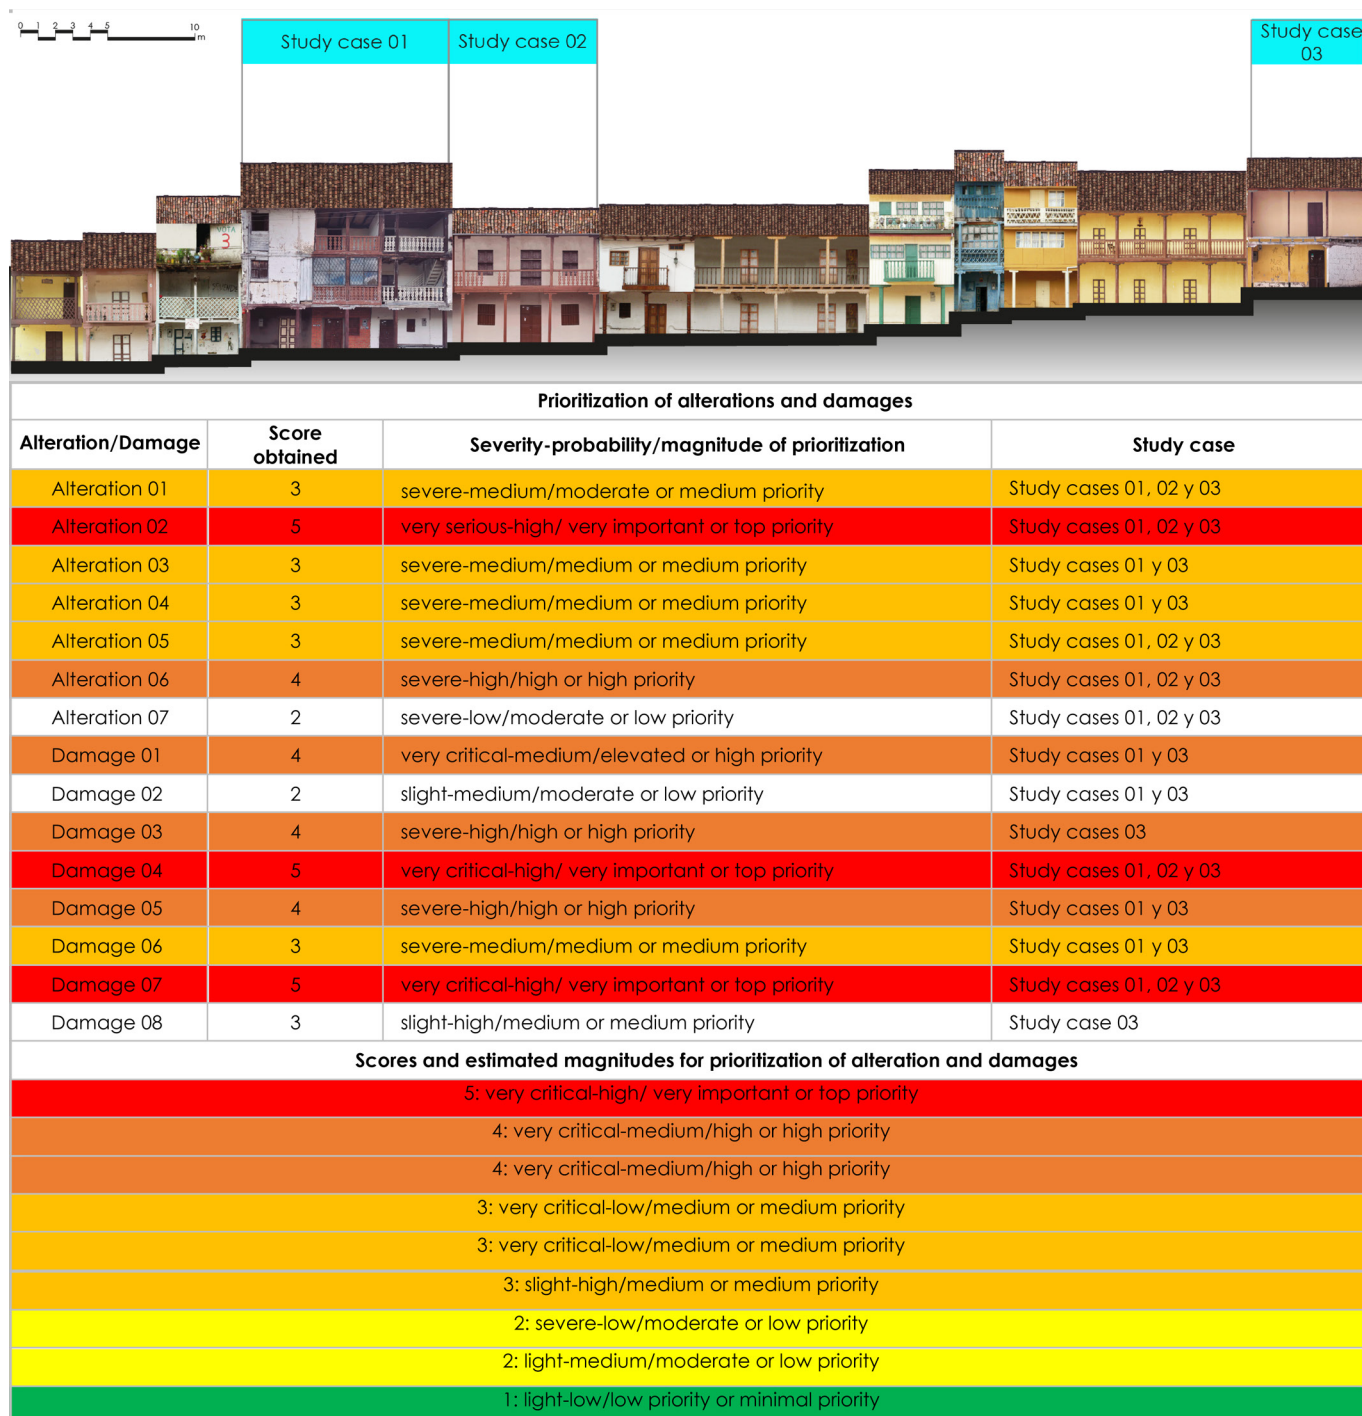 0 1 2 3 4 5 10
m
Study case 01
Study case 02
Study case
03
VOTA
3
Prioritization of alterations and damages
Alteration/Damage Score obtained Severity-probability/magnitude of prioritization Study case
Alteration 01 3 severe-medium/moderate or medium priority Study cases 01, 02 y 03
Alteration 02 5 very serious-high/ very important or top priority Study cases 01, 02 y 03
Alteration 03 3 severe-medium/medium or medium priority Study cases 01 y 03
Alteration 04 3 severe-medium/medium or medium priority Study cases 01 y 03
Alteration 05 3 severe-medium/medium or medium priority Study cases 01, 02 y 03
Alteration 06 4 severe-high/high or high priority Study cases 01, 02 y 03
Alteration 07 2 severe-low/moderate or low priority Study cases 01, 02 y 03
Damage 01 4 very critical-medium/elevated or high priority Study cases 01 y 03
Damage 02 2 slight-medium/moderate or low priority Study cases 01 y 03
Damage 03 4 severe-high/high or high priority Study cases 03
Damage 04 5 very critical-high/ very important or top priority Study cases 01, 02 y 03
Damage 05 4 severe-high/high or high priority Study cases 01 y 03
Damage 06 3 severe-medium/medium or medium priority Study cases 01 y 03
Damage 07 5 very critical-high/ very important or top priority Study cases 01, 02 y 03
Damage 08 3 slight-high/medium or medium priority Study case 03
Scores and estimated magnitudes for prioritization of alteration and damages
5: very critical-high/ very important or top priority
4: very critical-medium/high or high priority
4: very critical-medium/high or high priority
3: very critical-low/medium or medium priority
3: very critical-low/medium or medium priority
3: slight-high/medium or medium priority
2: severe-low/moderate or low priority
2: light-medium/moderate or low priority
1: light-low/low priority or minimal priority